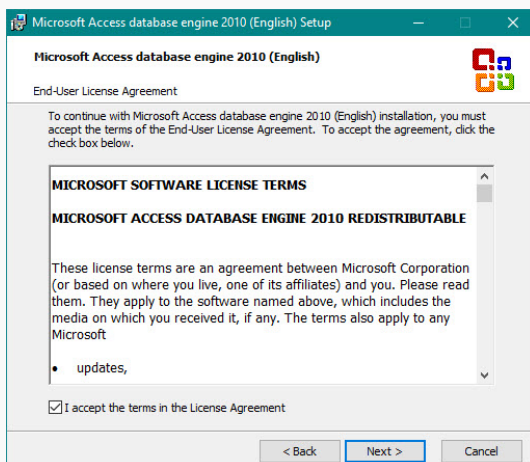 Microsoft Access database engine 2010 (English) Setup
Microsoft Access database engine 2010 (English)
End-User License Agreement
To continue with Microsoft Access database engine 2010 (English) installation, you must
accept the terms of the End-User License Agreement. To accept the agreement, click the
check box below.
MICROSOFT SOFTWARE LICENSE TERMS
MICROSOFT ACCESS DATABASE ENGINE 2010 REDISTRIBUTABLE
These license terms are an agreement between Microsoft Corporation
(or based on where you live, one of its affiliates) and you. Please read
them. They apply to the software named above, which includes the
media on which you received it, if any. The terms also apply to any
Microsoft
• updates,
I accept the terms in the License Agreement
< Back Next > Cancel